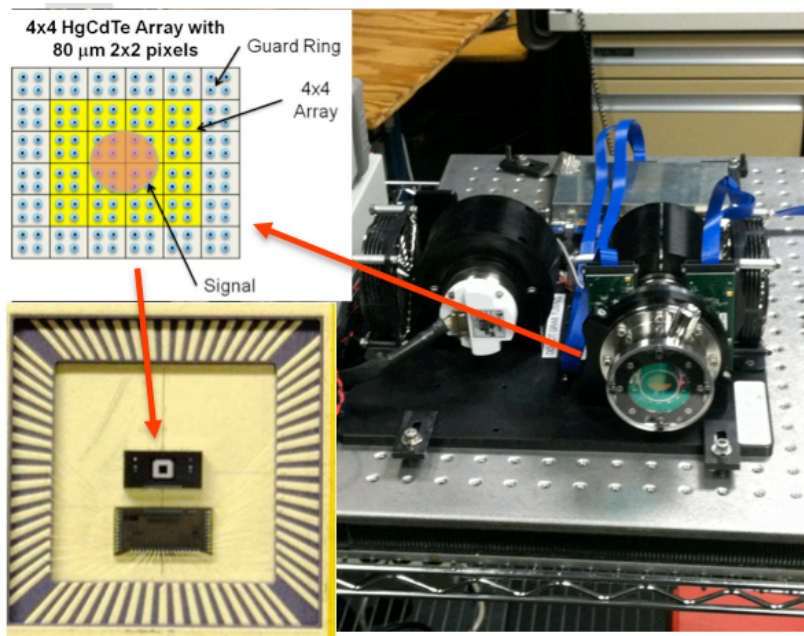 4x4 HgCdTe Array with
80 μm 2x2 pixels
Guard Ring
4x4
Array
Signal